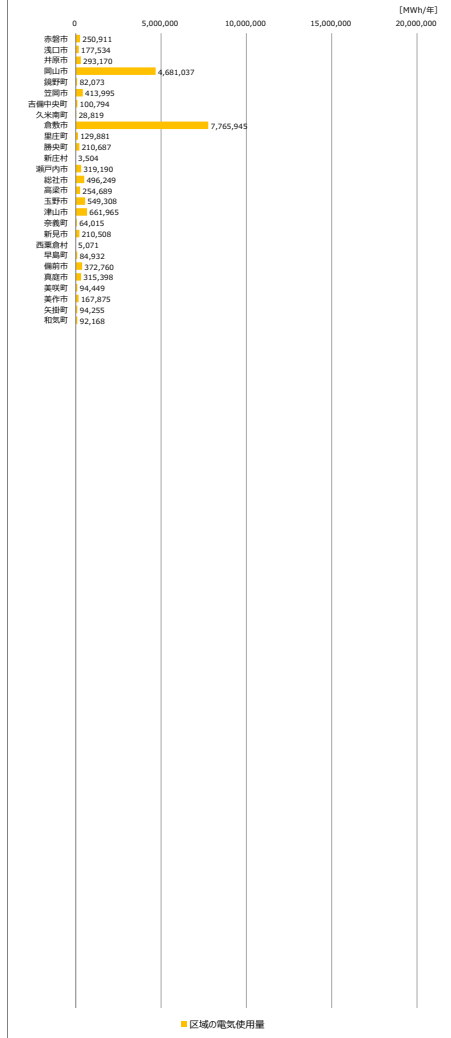 [MWh/年]
0 5,000,000 10,000,000 15,000,000 20,000,000
赤磐市 250,911
浅口市 177,534
井原市 293,170
岡山市 4,681,037
鏡野町 82,073
笠岡市 413,995
吉備中央町 100,794
久米南町 28,819
倉敷市 7,765,945
里庄町 129,881
勝央町 210,687
新庄村 3,504
瀬戸内市 319,190
総社市 496,249
高梁市 254,689
玉野市 549,308
津山市 661,965
奈義町 64,015
新見市 210,508
西粟倉村 5,071
早島町 84,932
備前市 372,760
真庭市 315,398
美咲町 94,449
美作市 167,875
矢掛町 94,255
和気町 92,168
区域の電気使用量